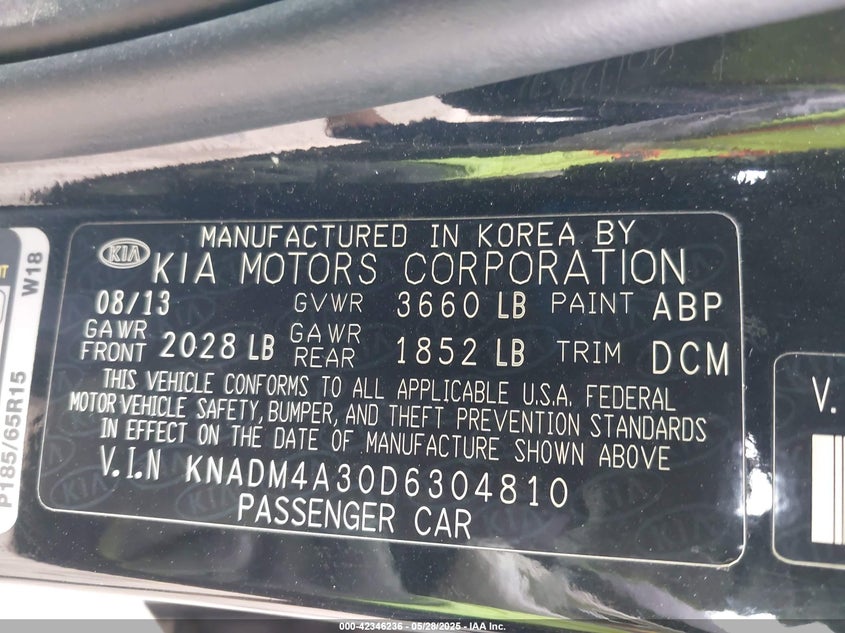 MANUFACTURED IN KOREA BY
KIA
KIA MOTORS CORPORATION
08/13 GVWR 3660 LB PAINT ABP
GAWR FRONT 2028 LB GAWR REAR 1852 LB TRIM DCM
THIS VEHICLE CONFORMS TO ALL APPLICABLE U.S.A. FEDERAL
MOTOR VEHICLE SAFETY, BUMPER, AND THEFT PREVENTION STANDARDS
IN EFFECT ON THE DATE OF MANUFACTURE SHOWN ABOVE
V.I.N KNADM4A30D6304810
PASSENGER CAR
W18
P185/65R15
V.
000-42346236 - 05/28/2025 - IAA Inc.